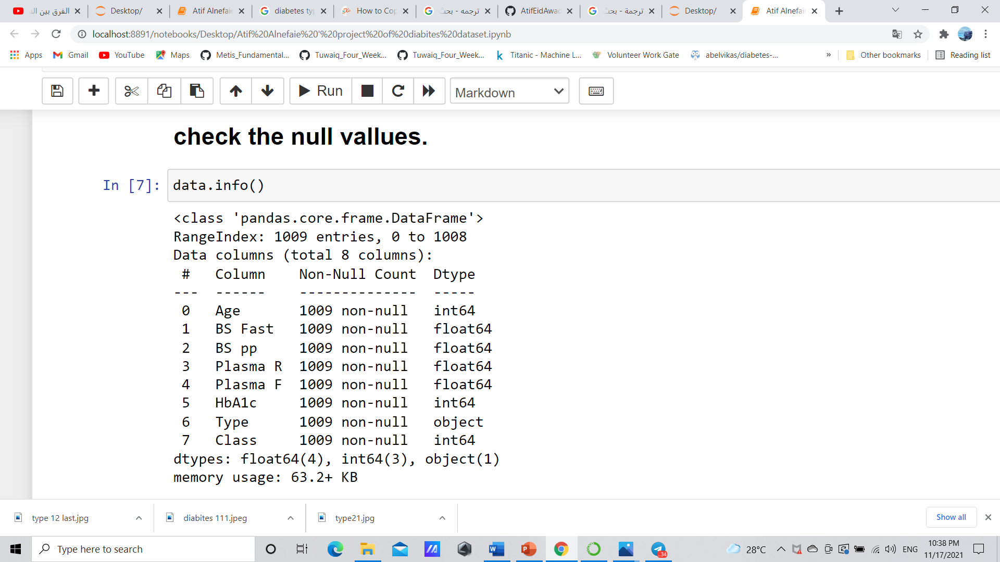 الفرق بين الـ Desktop/ Atif Alnefaie diabetes typ How to Cop ترجمه - بحث AtifEidAwad ترجمة - بحث Desktop/ Atif Alnefai
localhost:8891/notebooks/Desktop/Atif%20Alnefaie%20'%20project%20of%20diabites%20dataset.ipynb
Apps Gmail YouTube Maps Metis_Fundamental... Tuwaiq_Four_Week... Tuwaiq_Four_Week... Titanic - Machine L... Volunteer Work Gate abelvikas/diabetes-... » Other bookmarks Reading list
Run Markdown
check the null vallues.
In [7]: data.info()
<class 'pandas.core.frame.DataFrame'>
RangeIndex: 1009 entries, 0 to 1008
Data columns (total 8 columns):
# Column Non-Null Count Dtype
--- ------ -------------- -----
0 Age 1009 non-null int64
1 BS Fast 1009 non-null float64
2 BS pp 1009 non-null float64
3 Plasma R 1009 non-null float64
4 Plasma F 1009 non-null float64
5 HbA1c 1009 non-null int64
6 Type 1009 non-null object
7 Class 1009 non-null int64
dtypes: float64(4), int64(3), object(1)
memory usage: 63.2+ KB
type 12 last.jpg diabites 111.jpeg type21.jpg Show all
Type here to search 28°C ENG 10:38 PM
11/17/2021